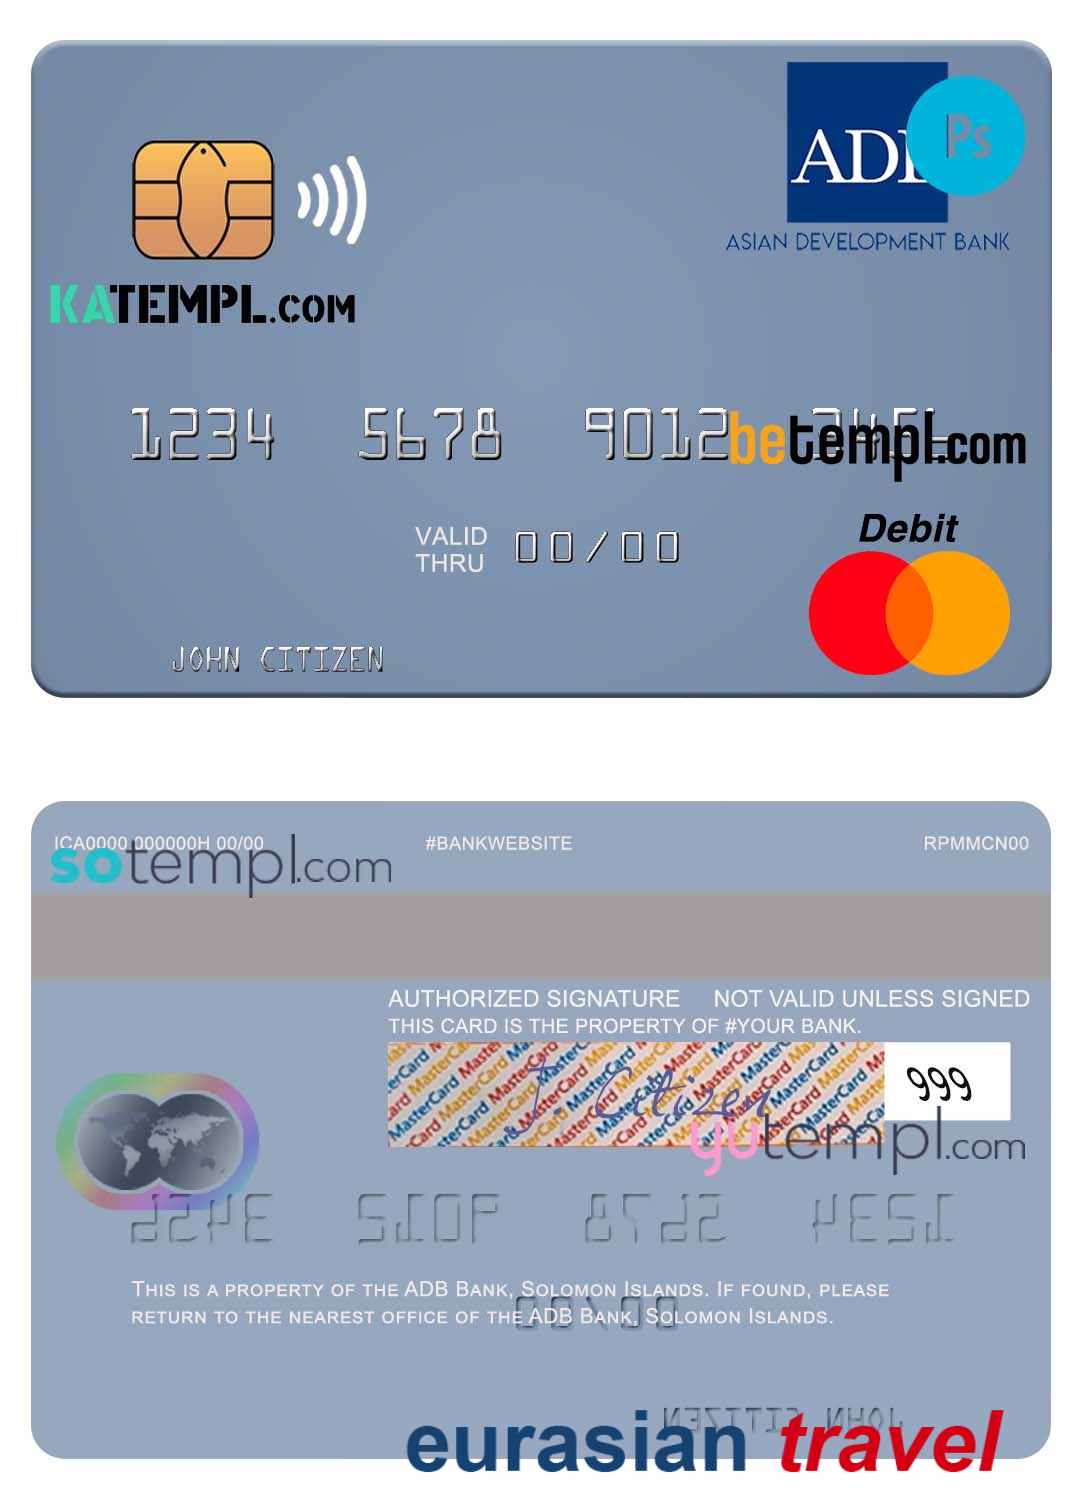 ADB
Ps
ASIAN DEVELOPMENT BANK
KATEMPL.COM
1234 5678 9012 3456
betempl.com
VALID THRU 00/00
Debit
JOHN CITIZEN
ICA0000 000000H 00/00 #BANKWEBSITE RPMMCN00
sotempl.com
AUTHORIZED SIGNATURE NOT VALID UNLESS SIGNED
THIS CARD IS THE PROPERTY OF #YOUR BANK.
MasterCard MasterCard MasterCard
J. Citizen
999
yutempl.com
THIS IS A PROPERTY OF THE ADB BANK, SOLOMON ISLANDS. IF FOUND, PLEASE
RETURN TO THE NEAREST OFFICE OF THE ADB BANK, SOLOMON ISLANDS.
eurasian travel